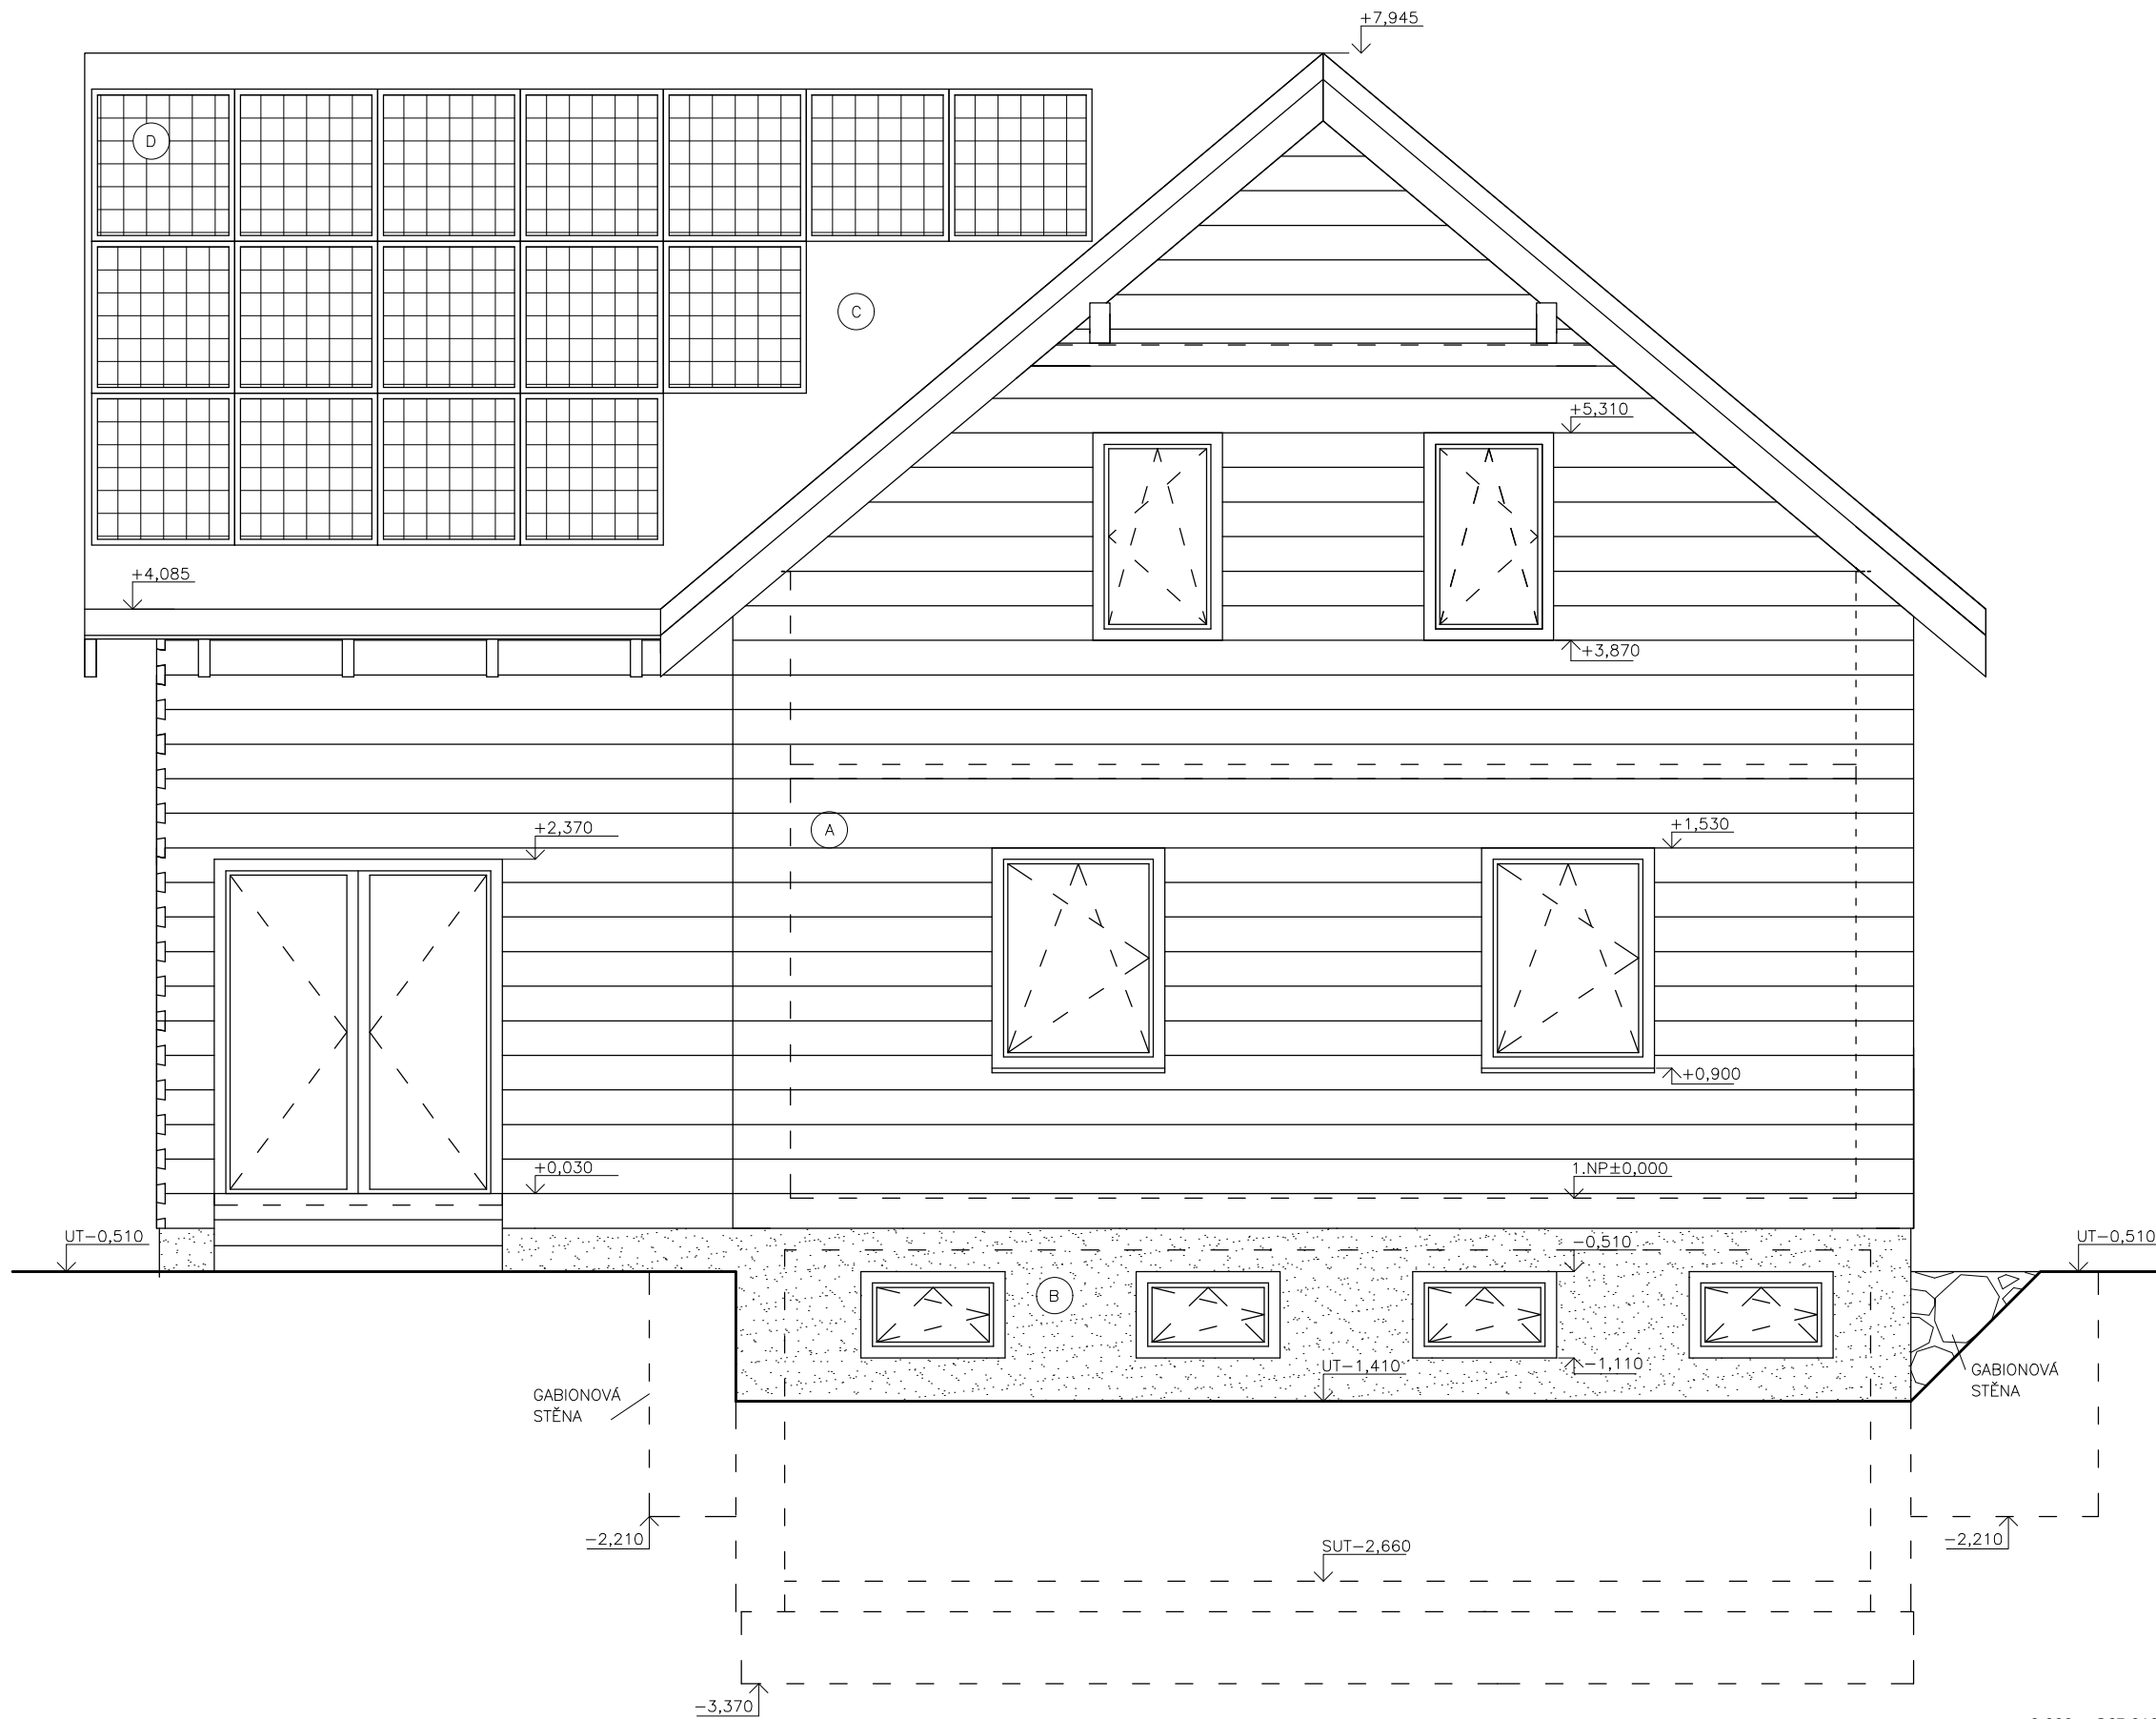 +7,945
D
C
+5,310
+4,085
+3,870
+2,370
A
+1,530
+0,900
+0,030
1.NP±0,000
UT-0,510
-0,510
UT-0,510
B
UT-1,410
-1,110
GABIONOVÁ
STĚNA
GABIONOVÁ
STĚNA
-2,210
SUT-2,660
-2,210
-3,370